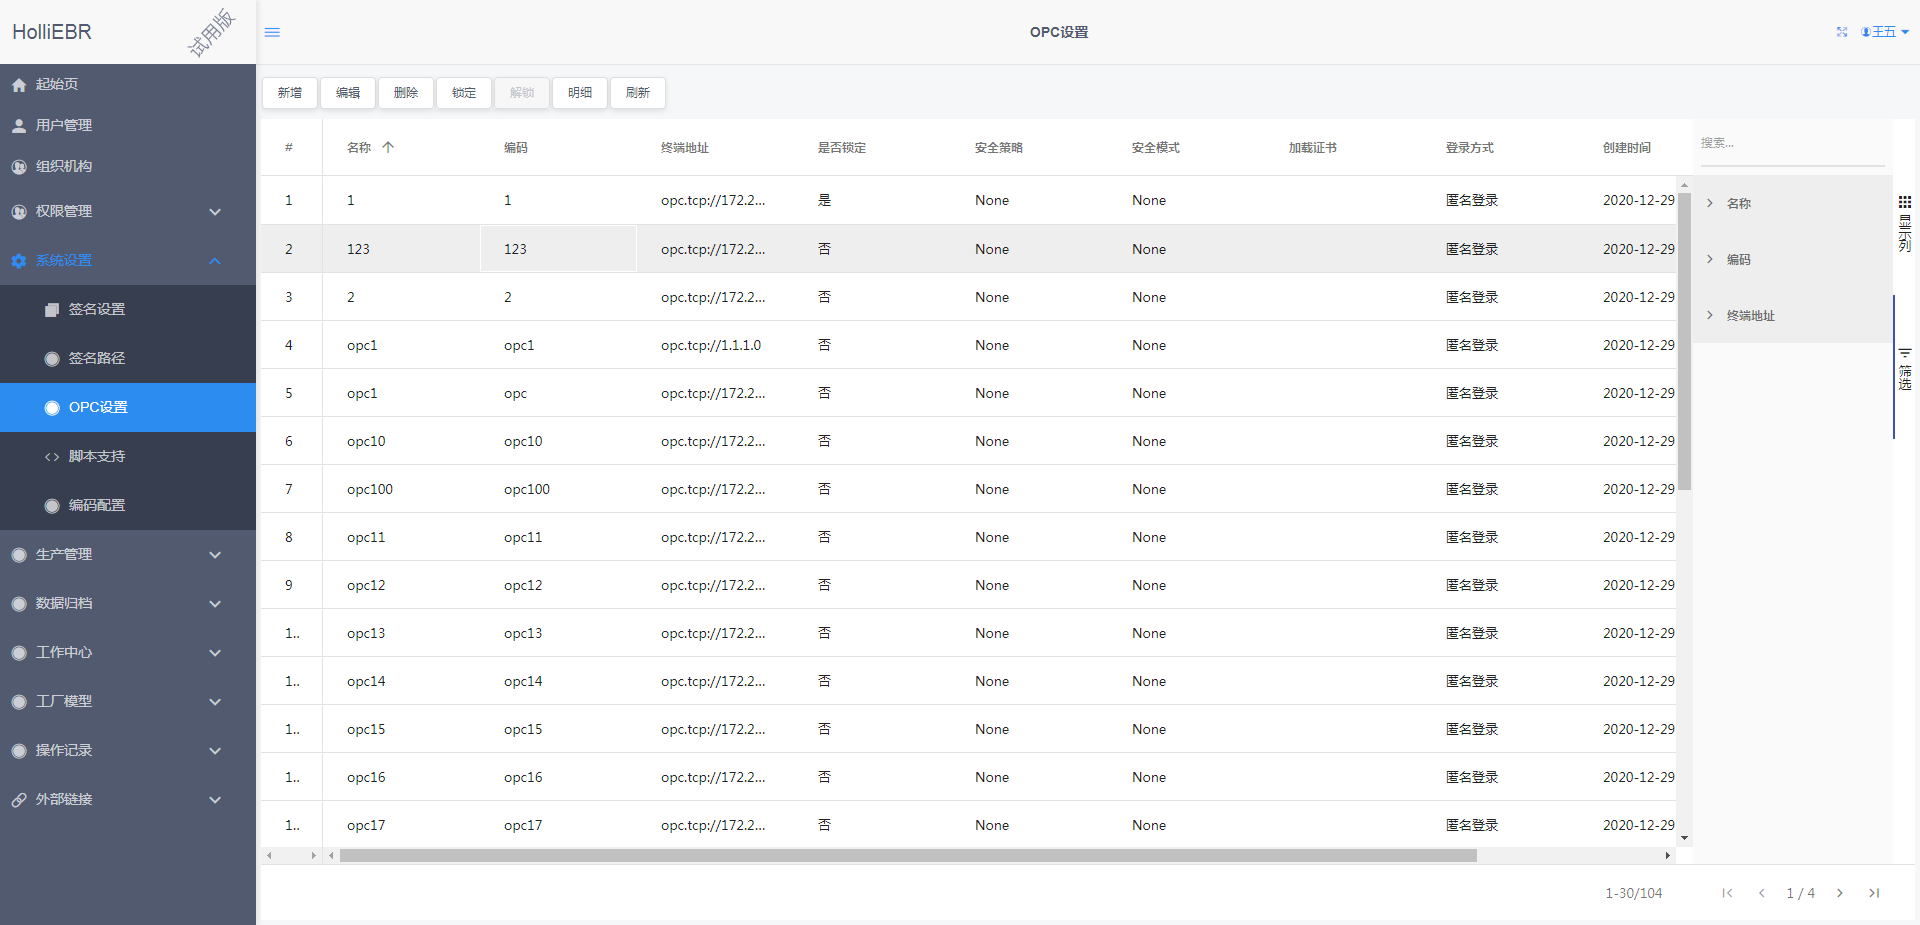 HolliEBR
试用版
OPC设置
王五
起始页
用户管理
组织机构
权限管理
系统设置
签名设置
签名路径
OPC设置
脚本支持
编码配置
生产管理
数据归档
工作中心
工厂模型
操作记录
外部链接
新增 编辑 删除 锁定 解锁 明细 刷新
# 名称 编码 终端地址 是否锁定 安全策略 安全模式 加载证书 登录方式 创建时间
1 1 1 opc.tcp://172.2... 是 None None 匿名登录 2020-12-29
2 123 123 opc.tcp://172.2... 否 None None 匿名登录 2020-12-29
3 2 2 opc.tcp://172.2... 否 None None 匿名登录 2020-12-29
4 opc1 opc1 opc.tcp://1.1.1.0 否 None None 匿名登录 2020-12-29
5 opc1 opc opc.tcp://172.2... 否 None None 匿名登录 2020-12-29
6 opc10 opc10 opc.tcp://172.2... 否 None None 匿名登录 2020-12-29
7 opc100 opc100 opc.tcp://172.2... 否 None None 匿名登录 2020-12-29
8 opc11 opc11 opc.tcp://172.2... 否 None None 匿名登录 2020-12-29
9 opc12 opc12 opc.tcp://172.2... 否 None None 匿名登录 2020-12-29
1.. opc13 opc13 opc.tcp://172.2... 否 None None 匿名登录 2020-12-29
1.. opc14 opc14 opc.tcp://172.2... 否 None None 匿名登录 2020-12-29
1.. opc15 opc15 opc.tcp://172.2... 否 None None 匿名登录 2020-12-29
1.. opc16 opc16 opc.tcp://172.2... 否 None None 匿名登录 2020-12-29
1.. opc17 opc17 opc.tcp://172.2... 否 None None 匿名登录 2020-12-29
搜索...
名称
编码
终端地址
显示列
筛选
1-30/104 1 / 4